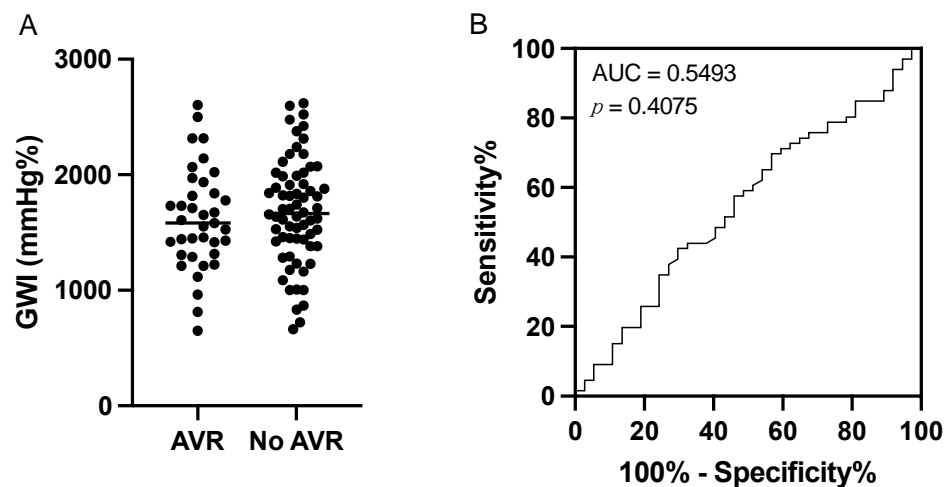 A
GWI (mmHg%)
3000
2000
1000
0
AVR No AVR
B
Sensitivity%
100
80
60
40
20
0
AUC = 0.5493
p = 0.4075
0 20 40 60 80 100
100% - Specificity%